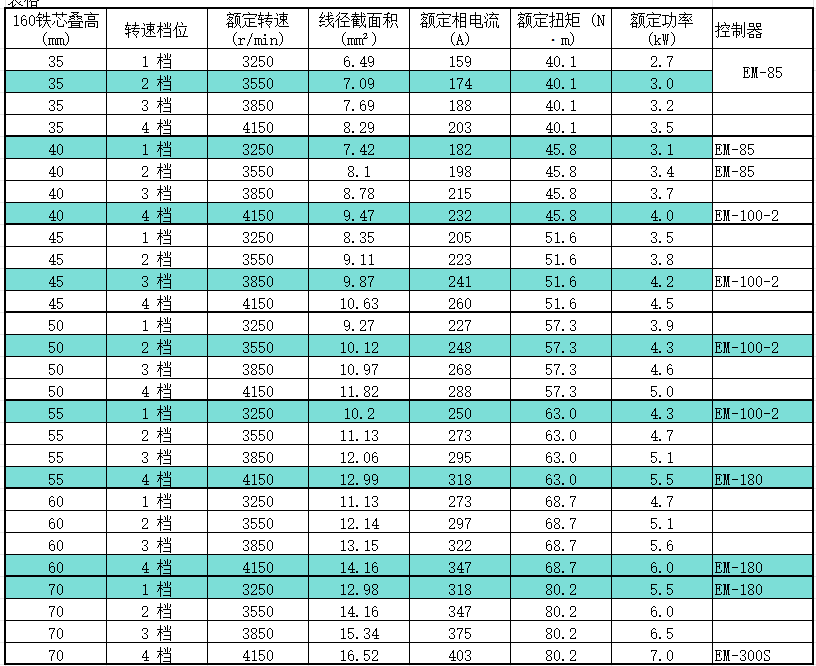 表格
160铁芯叠高(mm) 转速档位 额定转速(r/min) 线径截面积(mm²) 额定相电流(A) 额定扭矩 (N·m) 额定功率(kW) 控制器
35 1 档 3250 6.49 159 40.1 2.7 EM-85
35 2 档 3550 7.09 174 40.1 3.0
35 3 档 3850 7.69 188 40.1 3.2
35 4 档 4150 8.29 203 40.1 3.5
40 1 档 3250 7.42 182 45.8 3.1 EM-85
40 2 档 3550 8.1 198 45.8 3.4 EM-85
40 3 档 3850 8.78 215 45.8 3.7
40 4 档 4150 9.47 232 45.8 4.0 EM-100-2
45 1 档 3250 8.35 205 51.6 3.5
45 2 档 3550 9.11 223 51.6 3.8
45 3 档 3850 9.87 241 51.6 4.2 EM-100-2
45 4 档 4150 10.63 260 51.6 4.5
50 1 档 3250 9.27 227 57.3 3.9
50 2 档 3550 10.12 248 57.3 4.3 EM-100-2
50 3 档 3850 10.97 268 57.3 4.6
50 4 档 4150 11.82 288 57.3 5.0
55 1 档 3250 10.2 250 63.0 4.3 EM-100-2
55 2 档 3550 11.13 273 63.0 4.7
55 3 档 3850 12.06 295 63.0 5.1
55 4 档 4150 12.99 318 63.0 5.5 EM-180
60 1 档 3250 11.13 273 68.7 4.7
60 2 档 3550 12.14 297 68.7 5.1
60 3 档 3850 13.15 322 68.7 5.6
60 4 档 4150 14.16 347 68.7 6.0 EM-180
70 1 档 3250 12.98 318 80.2 5.5 EM-180
70 2 档 3550 14.16 347 80.2 6.0
70 3 档 3850 15.34 375 80.2 6.5
70 4 档 4150 16.52 403 80.2 7.0 EM-300S